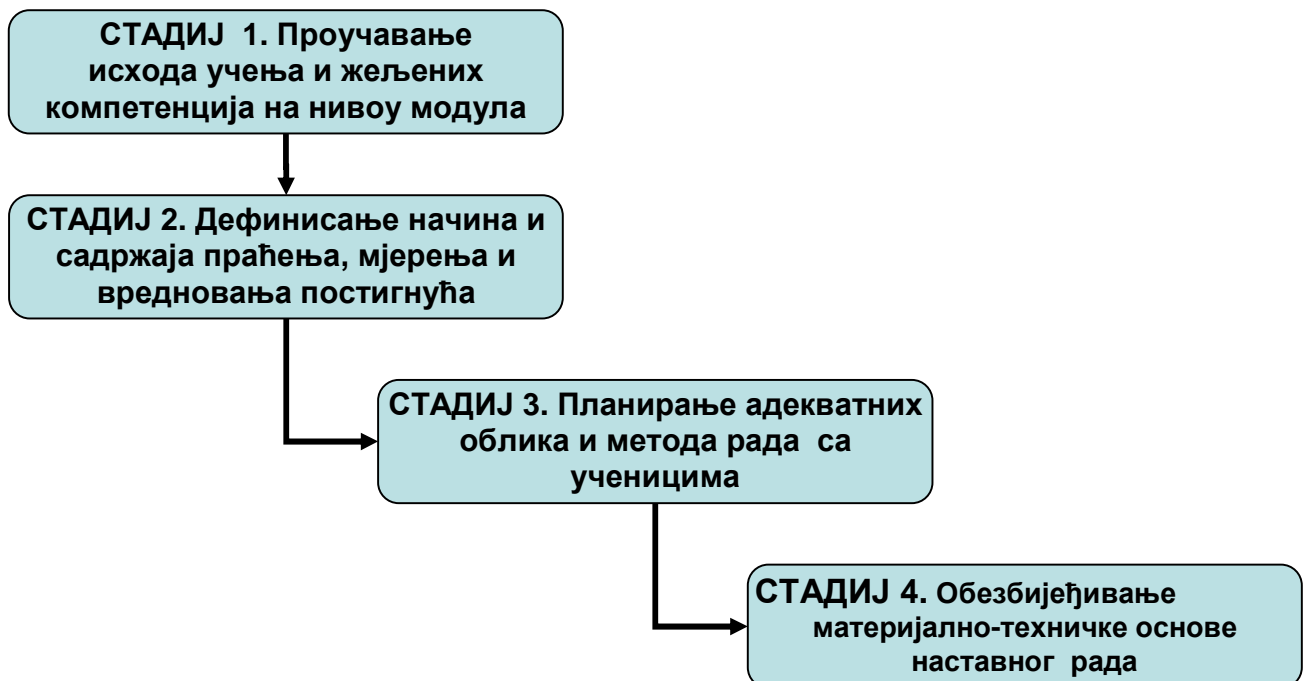 СТАДИЈ 1. Проучавање
исхода учења и жељених
компетенција на нивоу модула
СТАДИЈ 2. Дефинисање начина и
садржаја праћења, мјерења и
вредновања постигнућа
СТАДИЈ 3. Планирање адекватних
облика и метода рада са
ученицима
СТАДИЈ 4. Обезбијеђивање
материјално-техничке основе
наставног рада